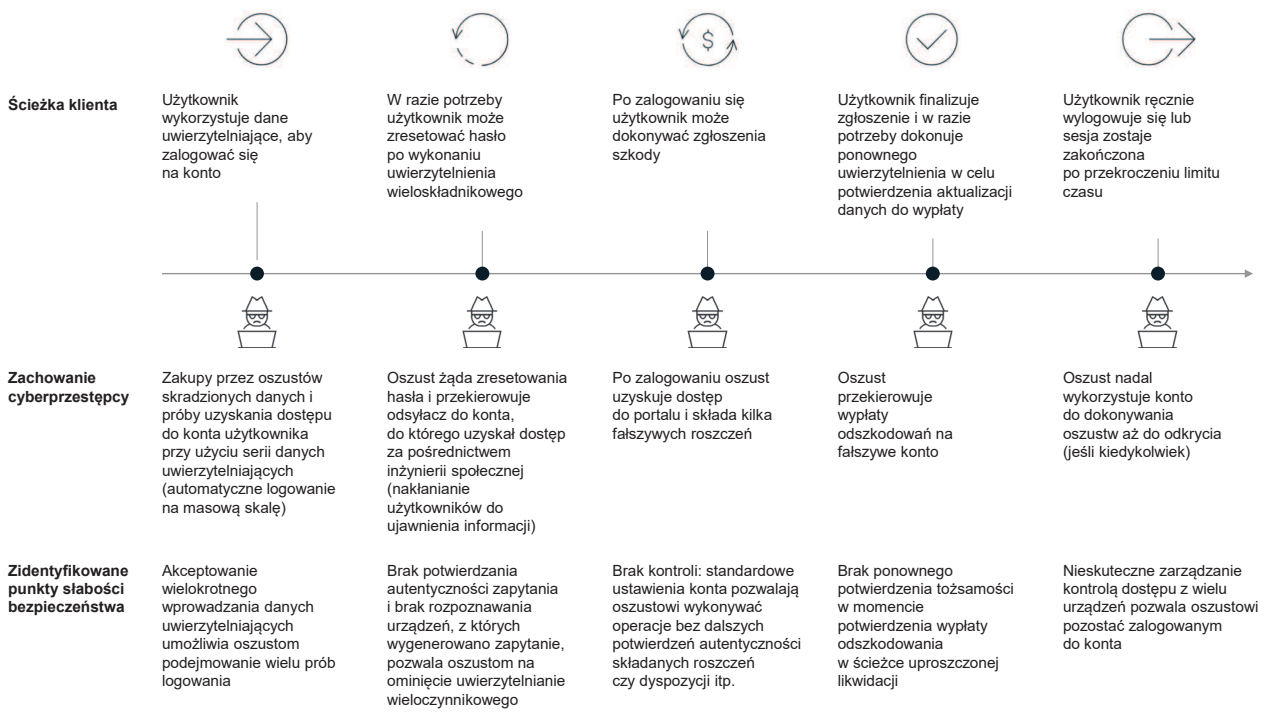 $
Ścieżka klienta
Użytkownik
wykorzystuje dane
uwierzytelniające, aby
zalogować się
na konto
W razie potrzeby
użytkownik może
zresetować hasło
po wykonaniu
uwierzytelnienia
wieloskładnikowego
Po zalogowaniu się
użytkownik może
dokonywać zgłoszenia
szkody
Użytkownik finalizuje
zgłoszenie i w razie
potrzeby dokonuje
ponownego
uwierzytelnienia w celu
potwierdzenia aktualizacji
danych do wypłaty
Użytkownik ręcznie
wylogowuje się lub
sesja zostaje
zakończona
po przekroczeniu limitu
czasu
Zachowanie
cyberprzestępcy
Zakupy przez oszustów
skradzionych danych i
próby uzyskania dostępu
do konta użytkownika
przy użyciu serii danych
uwierzytelniających
(automatyczne logowanie
na masową skalę)
Oszust żąda zresetowania
hasła i przekierowuje
odsyłacz do konta,
do którego uzyskał dostęp
za pośrednictwem
inżynierii społecznej
(nakłanianie
użytkowników do
ujawnienia informacji)
Po zalogowaniu oszust
uzyskuje dostęp
do portalu i składa kilka
fałszywych roszczeń
Oszust
przekierowuje
wypłaty
odszkodowań na
fałszywe konto
Oszust nadal
wykorzystuje konto
do dokonywania
oszustw aż do odkrycia
(jeśli kiedykolwiek)
Zidentyfikowane
punkty słabości
bezpieczeństwa
Akceptowanie
wielokrotnego
wprowadzania danych
uwierzytelniających
umożliwia oszustom
podejmowanie wielu prób
logowania
Brak potwierdzania
autentyczności zapytania
i brak rozpoznawania
urządzeń, z których
wygenerowano zapytanie,
pozwala oszustom na
ominięcie uwierzytelnianie
wieloczynnikowego
Brak kontroli: standardowe
ustawienia konta pozwalają
oszustowi wykonywać
operacje bez dalszych
potwierdzeń autentyczności
składanych roszczeń
czy dyspozycji itp.
Brak ponownego
potwierdzenia tożsamości
w momencie
potwierdzenia wypłaty
odszkodowania
w ścieżce uproszczonej
likwidacji
Nieskuteczne zarządzanie
kontrolą dostępu z wielu
urządzeń pozwala oszustowi
pozostać zalogowanym
do konta